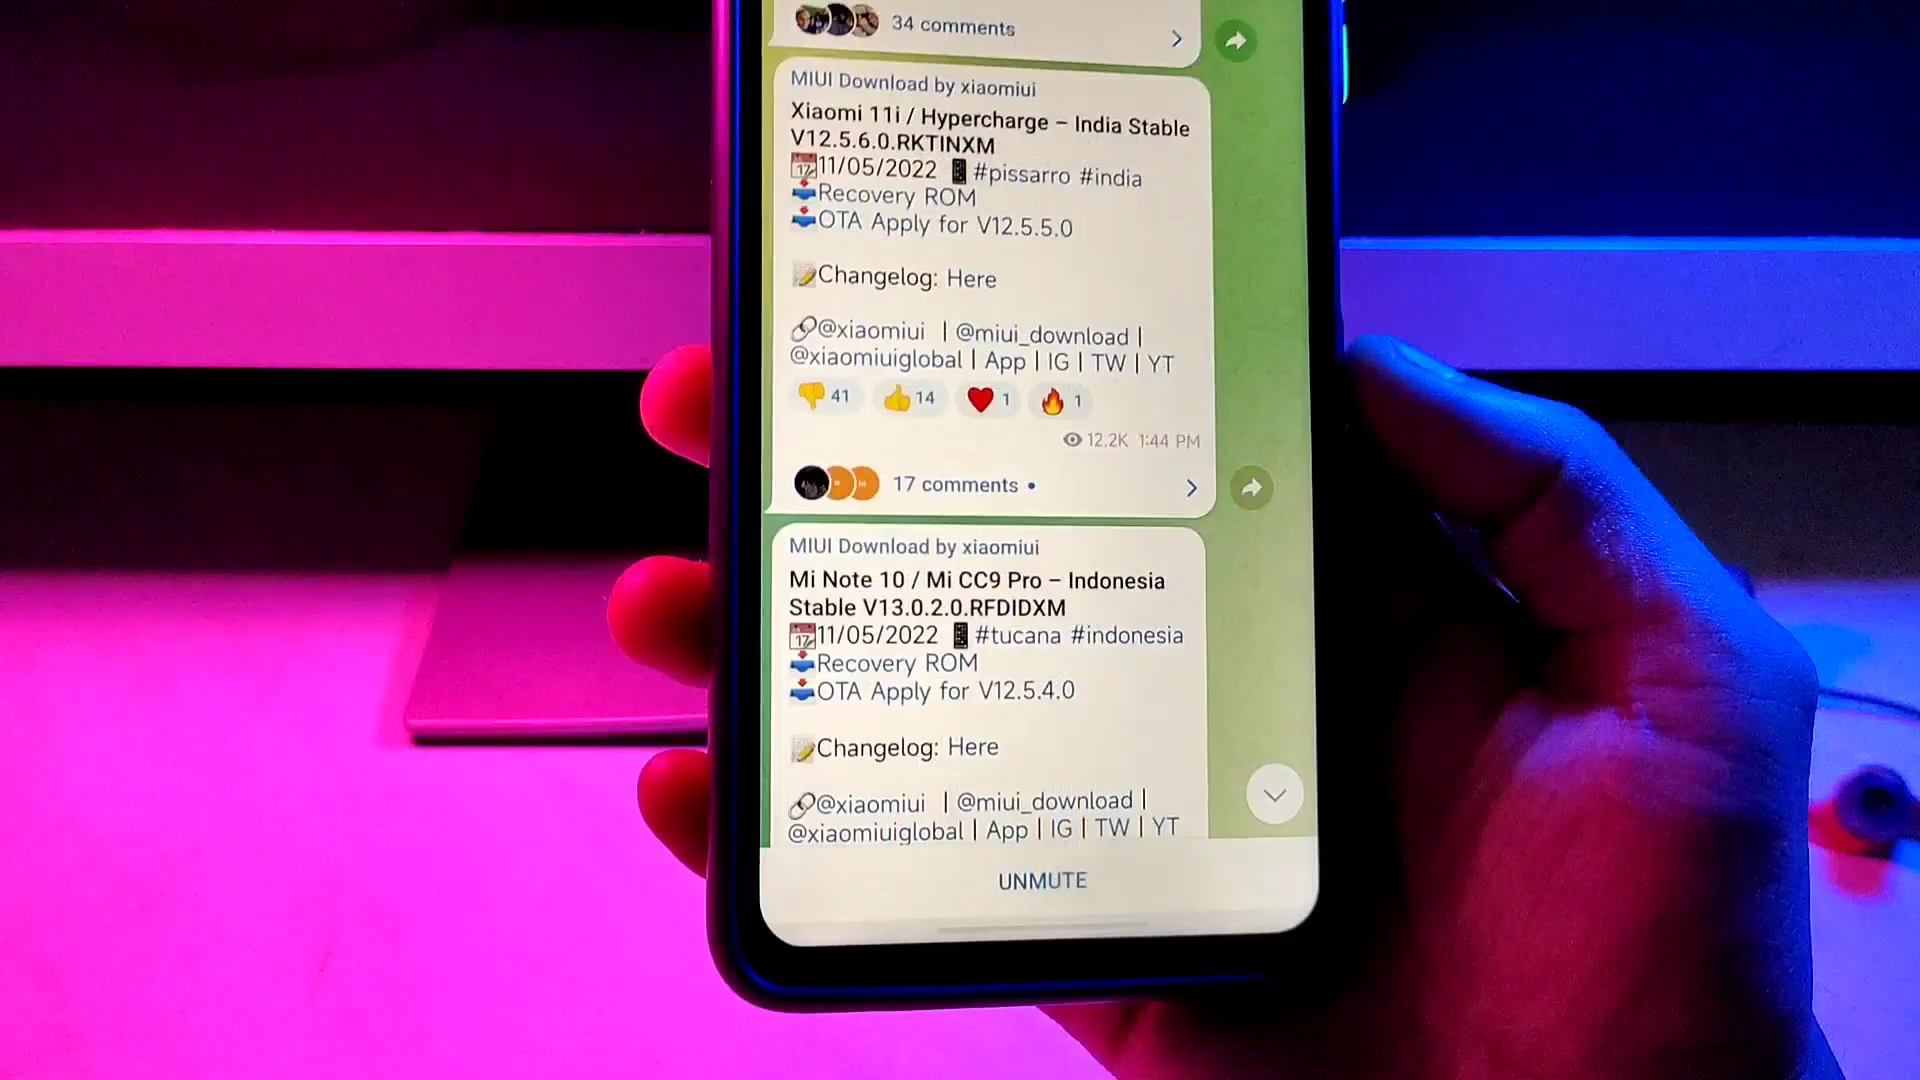 34 comments
MIUI Download by xiaomiui
Xiaomi 11i / Hypercharge – India Stable
V12.5.6.0.RKTINXM
11/05/2022 #pissarro #india
Recovery ROM
OTA Apply for V12.5.5.0
Changelog: Here
@xiaomiui | @miui_download |
@xiaomiuiglobal | App | IG | TW | YT
41 14 1 1
12.2K 1:44 PM
17 comments
MIUI Download by xiaomiui
Mi Note 10 / Mi CC9 Pro – Indonesia
Stable V13.0.2.0.RFDIDXM
11/05/2022 #tucana #indonesia
Recovery ROM
OTA Apply for V12.5.4.0
Changelog: Here
@xiaomiui | @miui_download |
@xiaomiuiglobal | App | IG | TW | YT
UNMUTE